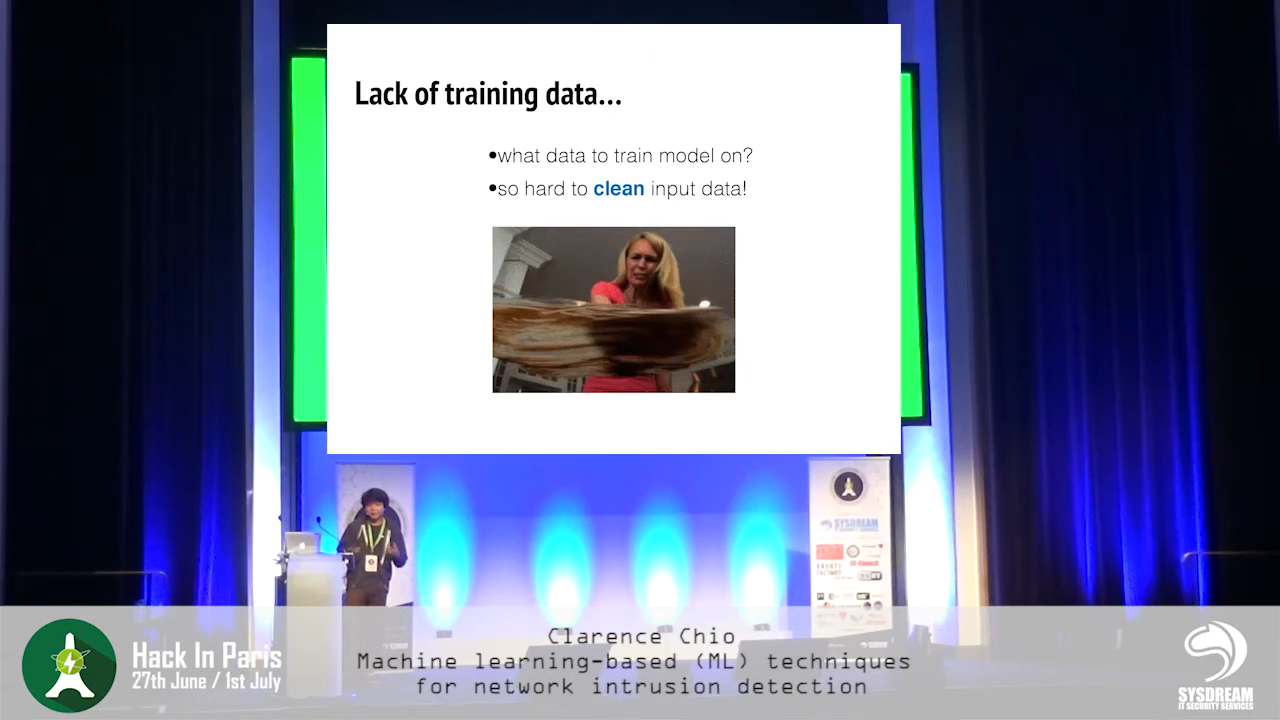 Lack of training data...
•what data to train model on?
•so hard to clean input data!
SYSDREAM
Hack In Paris
27th June / 1st July
Clarence Chio
Machine learning-based (ML) techniques
for network intrusion detection
SYSDREAM
IT SECURITY SERVICES